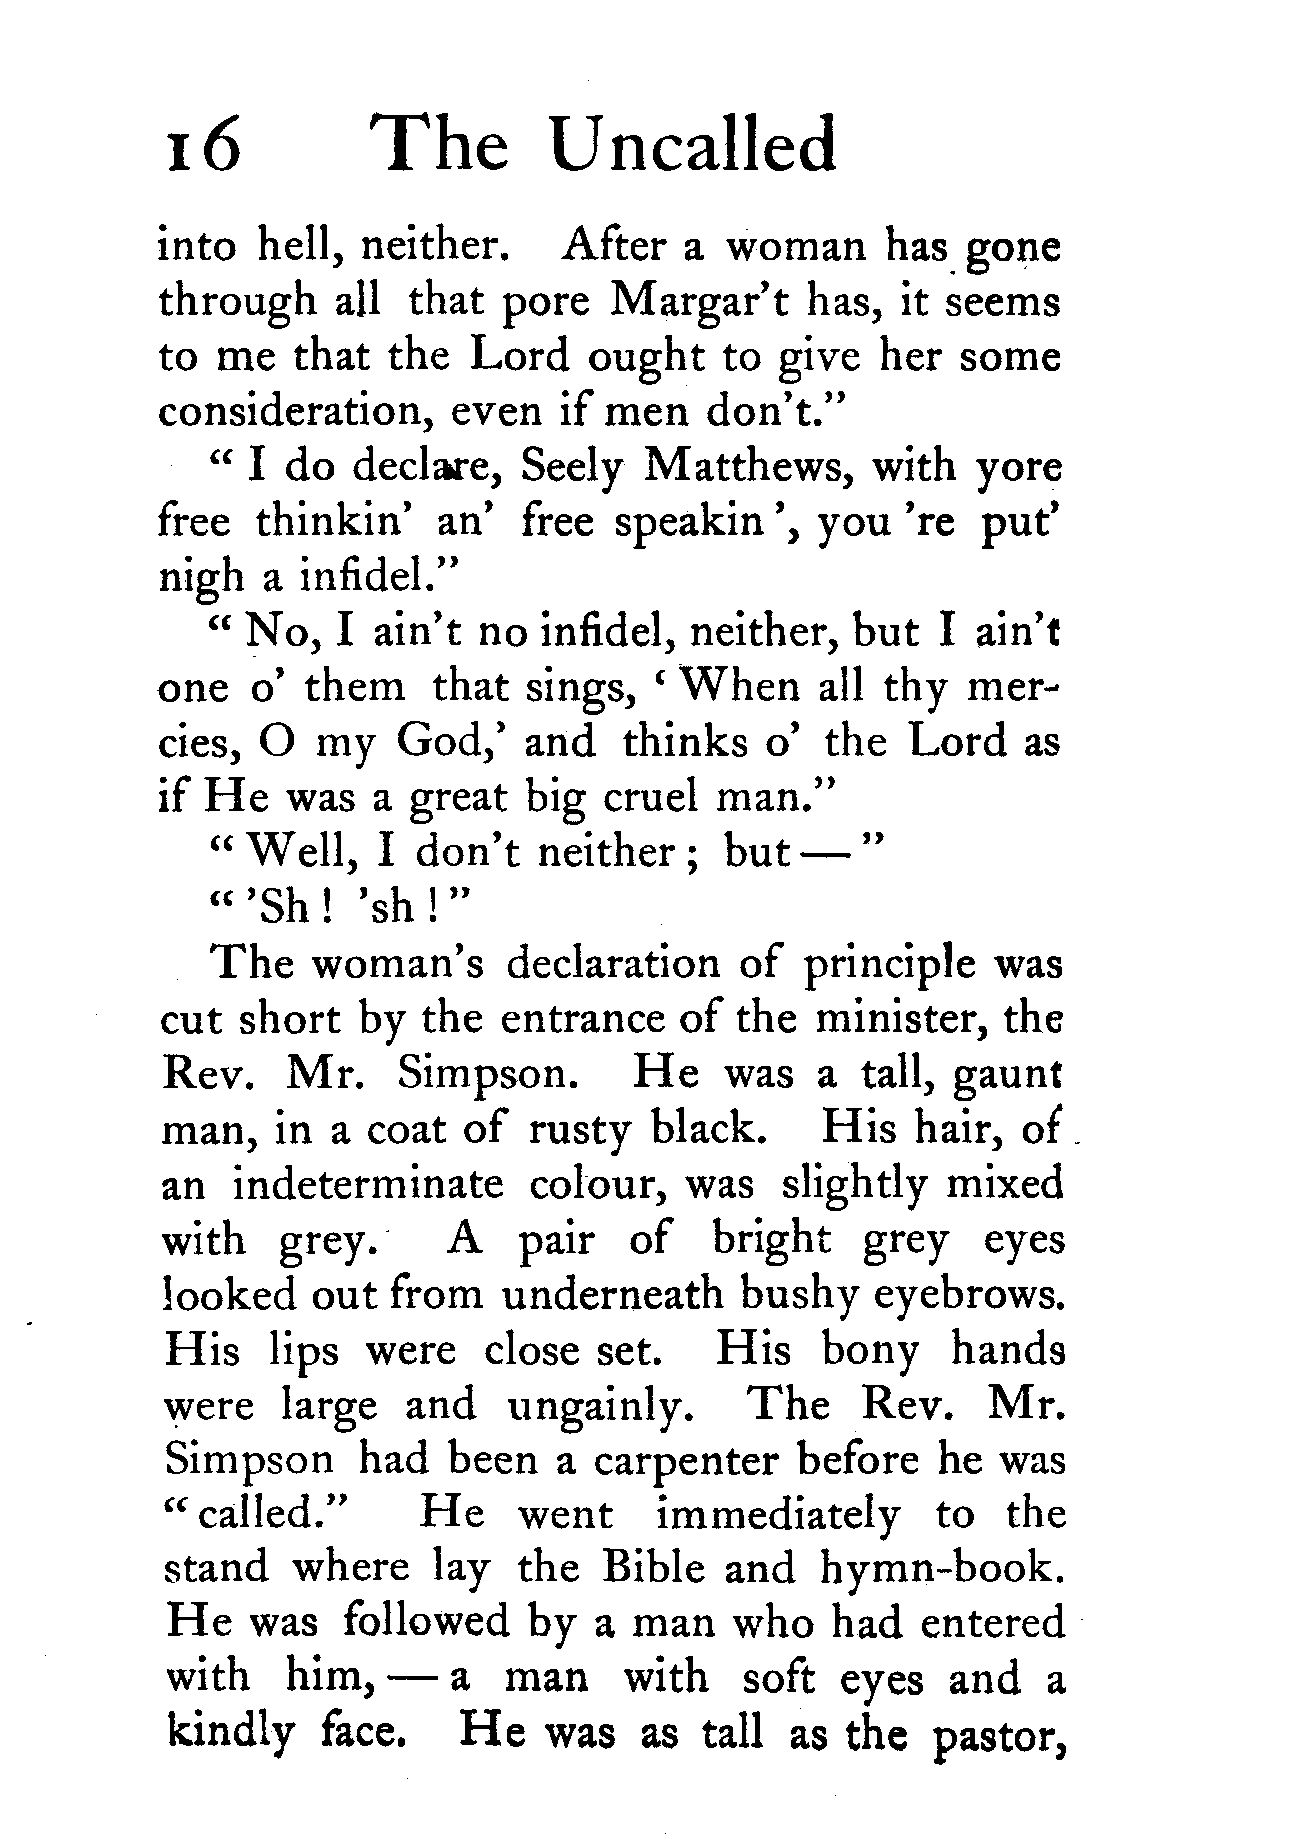 16 The Uncalled
into hell, neither. After a woman has gone
through all that pore Margar't has, it seems
to me that the Lord ought to give her some
consideration, even if men don't."
" I do declare, Seely Matthews, with yore
free thinkin' an' free speakin ', you 're put'
nigh a infidel."
" No, I ain't no infidel, neither, but I ain't
one o' them that sings, ' When all thy mer-
cies, O my God,' and thinks o' the Lord as
if He was a great big cruel man."
" Well, I don't neither ; but — "
" 'Sh ! 'sh ! "
The woman's declaration of principle was
cut short by the entrance of the minister, the
Rev. Mr. Simpson. He was a tall, gaunt
man, in a coat of rusty black. His hair, of
an indeterminate colour, was slightly mixed
with grey. A pair of bright grey eyes
looked out from underneath bushy eyebrows.
His lips were close set. His bony hands
were large and ungainly. The Rev. Mr.
Simpson had been a carpenter before he was
" called." He went immediately to the
stand where lay the Bible and hymn-book.
He was followed by a man who had entered
with him, — a man with soft eyes and a
kindly face. He was as tall as the pastor,